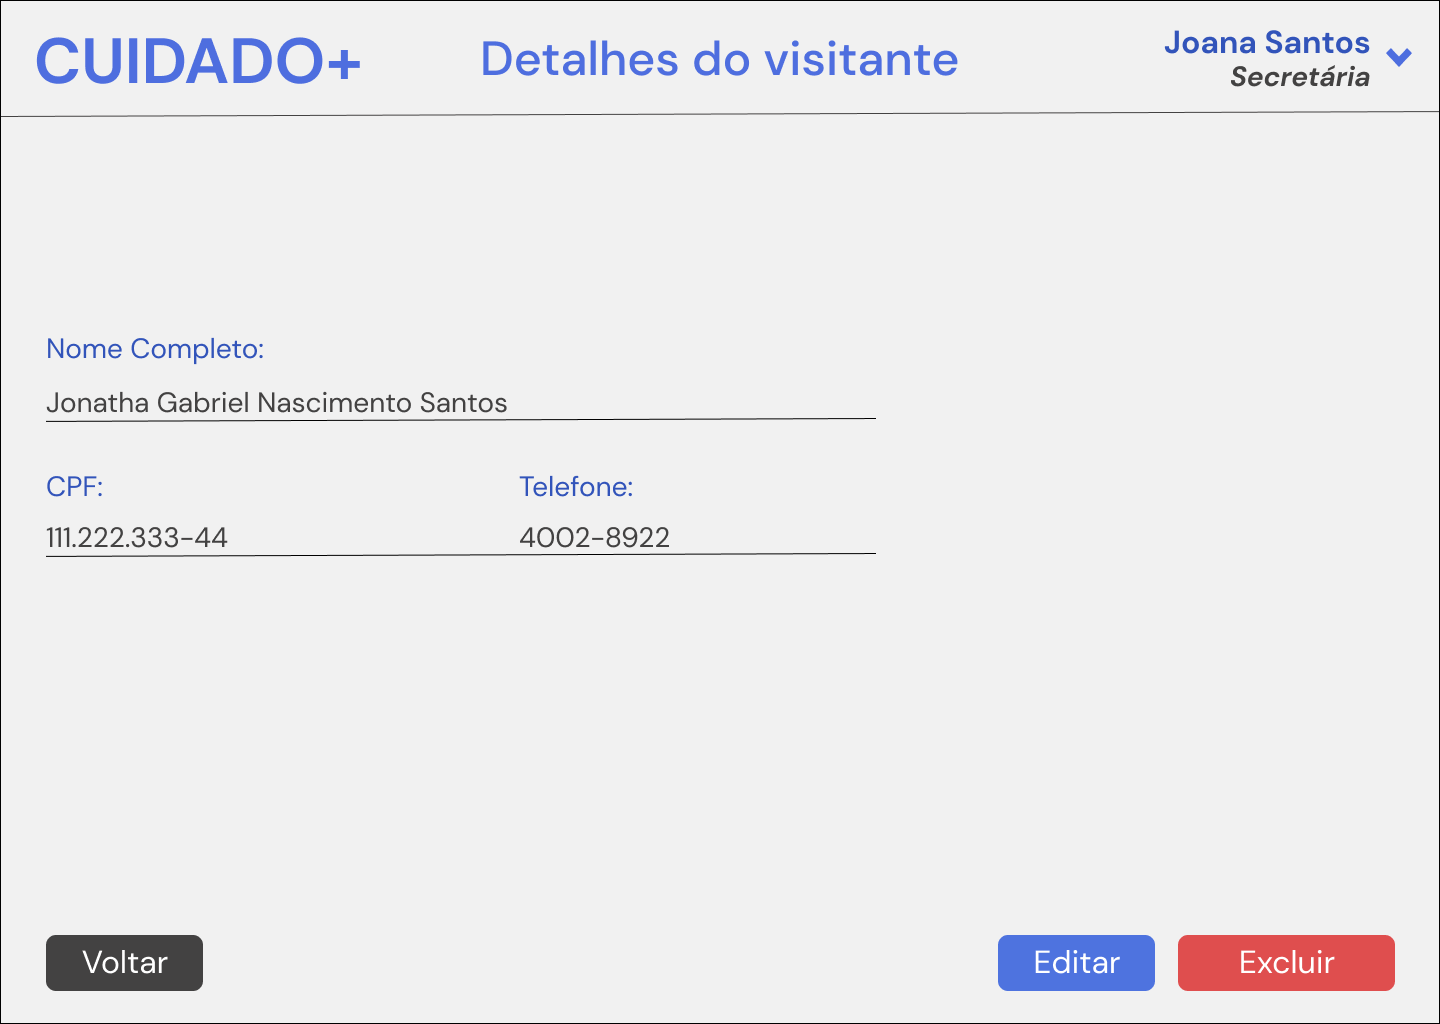 CUIDADO+
Detalhes do visitante
Joana Santos
Secretária
Nome Completo:
Jonatha Gabriel Nascimento Santos
CPF:
Telefone:
111.222.333-44
4002-8922
Voltar
Editar
Excluir